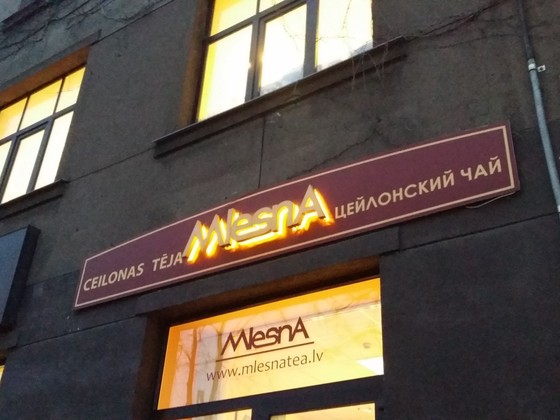 CEILONAS TĒJA MlesnA ЦЕЙЛОНСКИЙ ЧАЙ
MlesnA
www.mlesnatea.lv